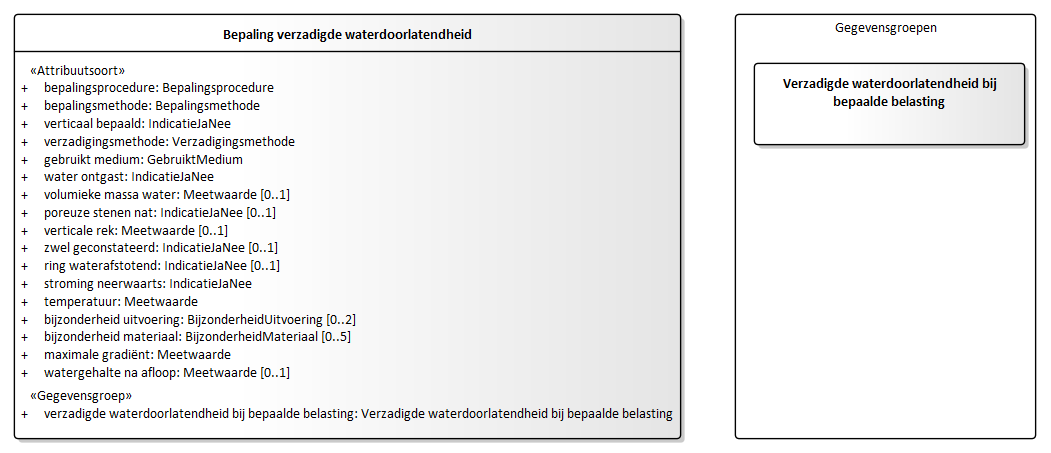 Bepaling verzadigde waterdoorlatendheid
«Attribuutsoort»
+ bepalingsprocedure: Bepalingsprocedure
+ bepalingsmethode: Bepalingsmethode
+ verticaal bepaald: IndicatieJaNee
+ verzadigingsmethode: Verzadigingsmethode
+ gebruikt medium: GebruiktMedium
+ water ontgast: IndicatieJaNee
+ volumieke massa water: Meetwaarde [0..1]
+ poreuze stenen nat: IndicatieJaNee [0..1]
+ verticale rek: Meetwaarde [0..1]
+ zwel geconstateerd: IndicatieJaNee [0..1]
+ ring waterafstotend: IndicatieJaNee [0..1]
+ stroming neerwaarts: IndicatieJaNee
+ temperatuur: Meetwaarde
+ bijzonderheid uitvoering: BijzonderheidUitvoering [0..2]
+ bijzonderheid materiaal: BijzonderheidMateriaal [0..5]
+ maximale gradiënt: Meetwaarde
+ watergehalte na afloop: Meetwaarde [0..1]
«Gegevensgroep»
+ verzadigde waterdoorlatendheid bij bepaalde belasting: Verzadigde waterdoorlatendheid bij bepaalde belasting
Gegevensgroepen
Verzadigde waterdoorlatendheid bij
bepaalde belasting